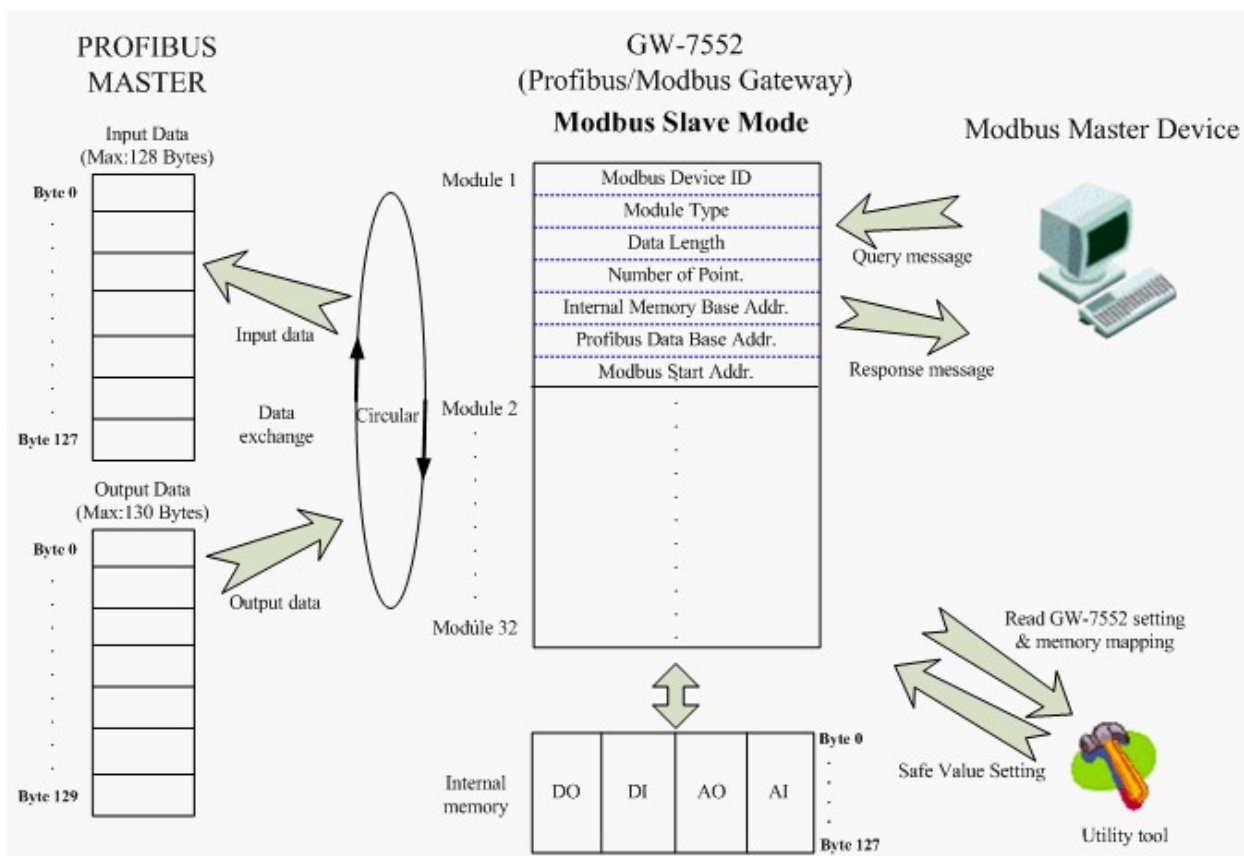 PROFIBUS
MASTER
Input Data
(Max:128 Bytes)
Byte 0
Byte 127
Output Data
(Max:130 Bytes)
Byte 0
Byte 129
Input data
Data
exchange
Output data
Circular
GW-7552
(Profibus/Modbus Gateway)
Modbus Slave Mode
Module 1
Modbus Device ID
Module Type
Data Length
Number of Point.
Internal Memory Base Addr.
Profibus Data Base Addr.
Modbus Start Addr.
Module 2
Module 32
Internal
memory
DO
DI
AO
AI
Byte 0
Byte 127
Modbus Master Device
Query message
Response message
Read GW-7552 setting
& memory mapping
Safe Value Setting
Utility tool